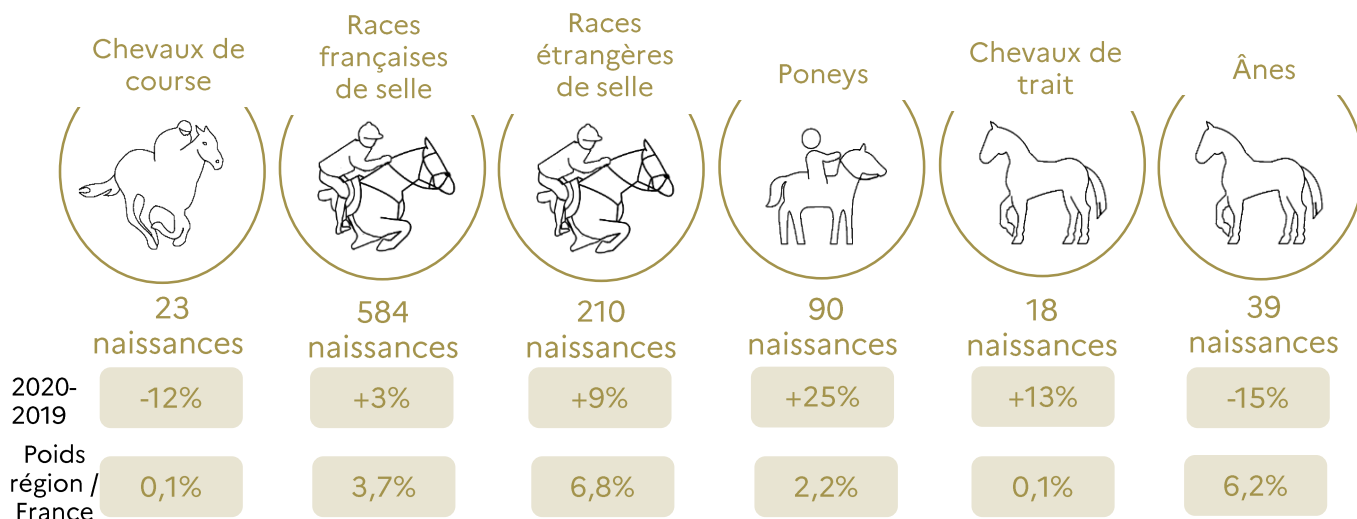 Chevaux de
course
Races
françaises
de selle
Races
étrangères
de selle
Poneys
Chevaux de
trait
Ânes
23
naissances
584
naissances
210
naissances
90
naissances
18
naissances
39
naissances
2020-
2019
-12%
+3%
+9%
+25%
+13%
-15%
Poids
région /
France
0,1%
3,7%
6,8%
2,2%
0,1%
6,2%